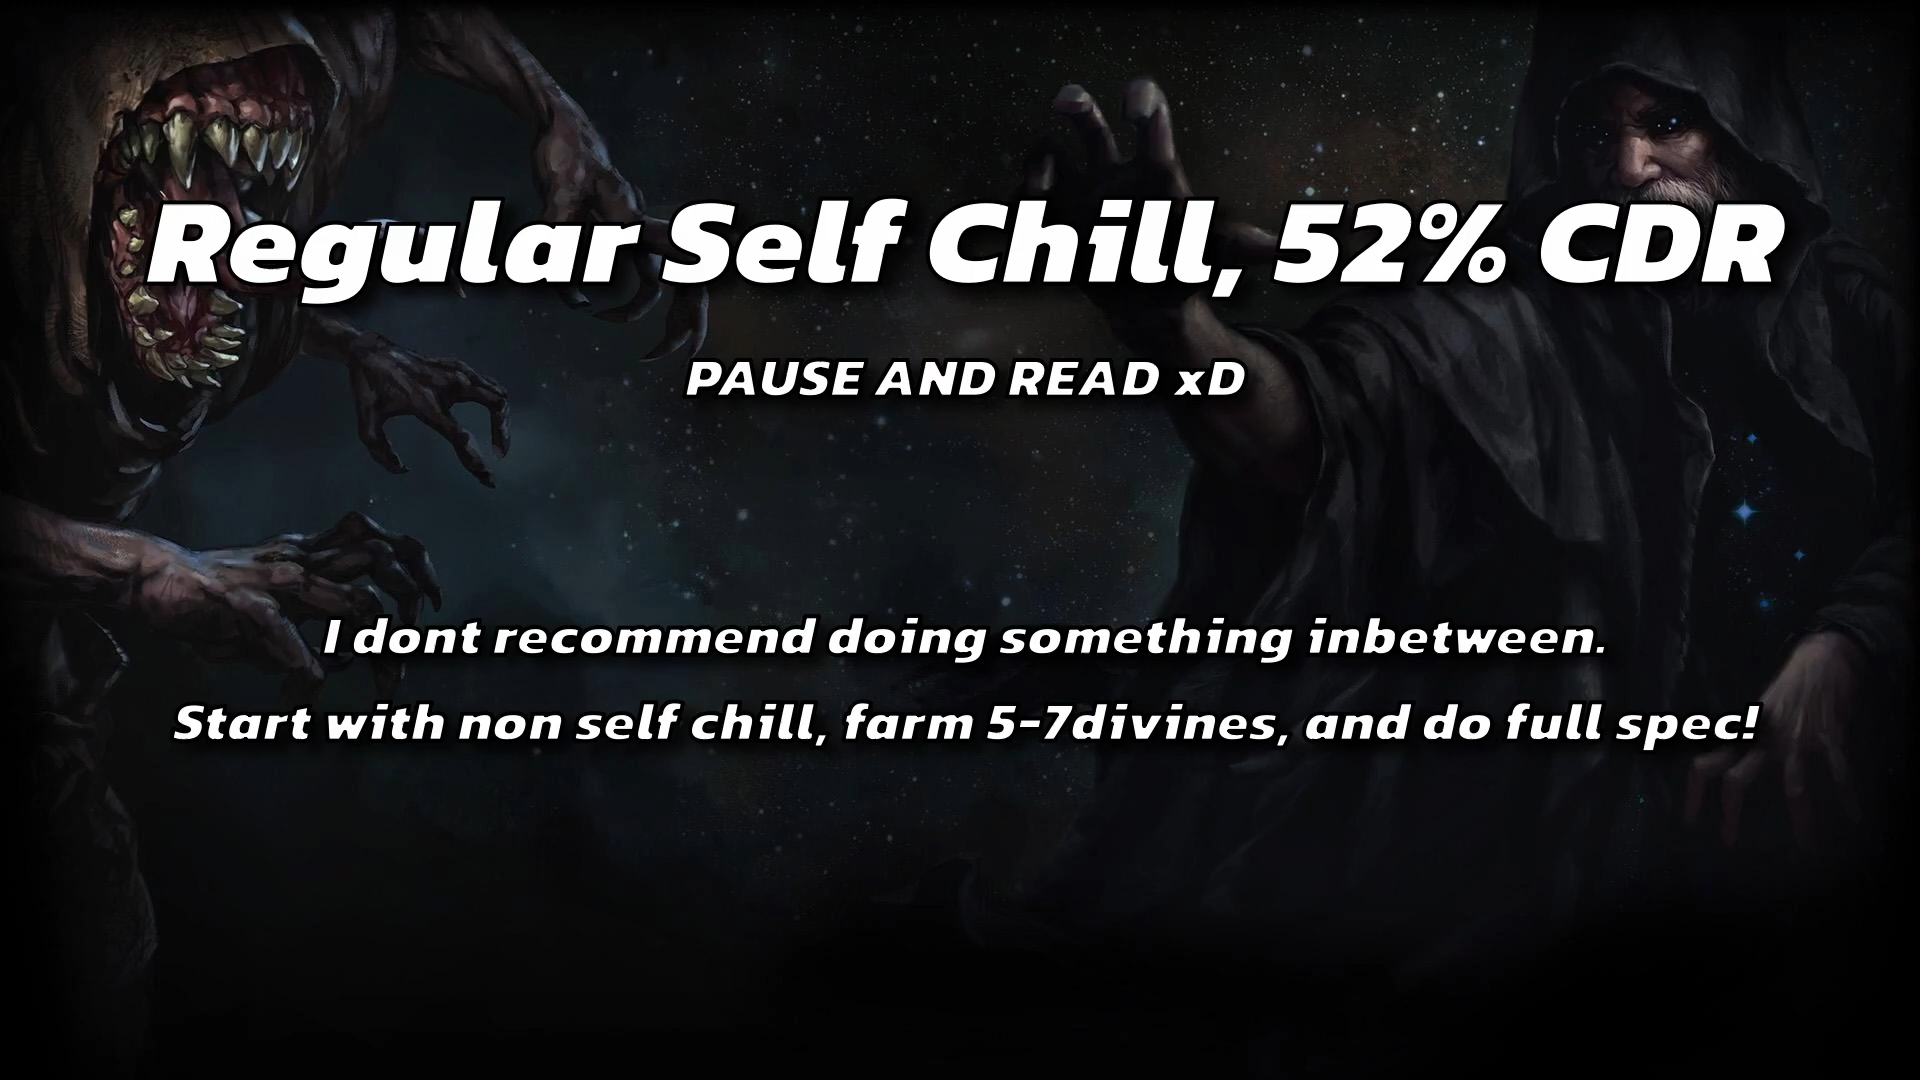 Regular Self Chill, 52% CDR
PAUSE AND READ xD
I dont recommend doing something inbetween.
Start with non self chill, farm 5-7divines, and do full spec!